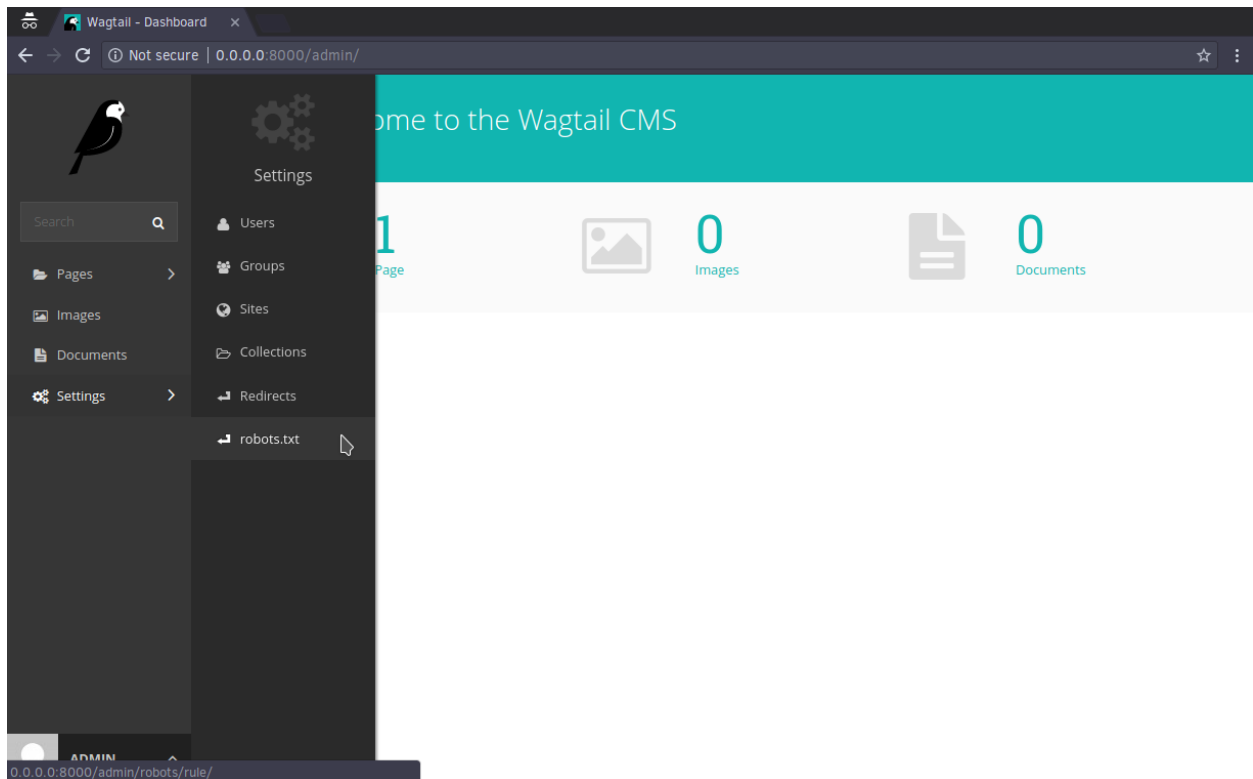 Wagtail - Dashboard
Not secure | 0.0.0.0:8000/admin/
ome to the Wagtail CMS
Settings
Search
Pages
Images
Documents
Settings
Users
Groups
Sites
Collections
Redirects
robots.txt
1
Page
0
Images
0
Documents
ADMIN
0.0.0.0:8000/admin/robots/rule/